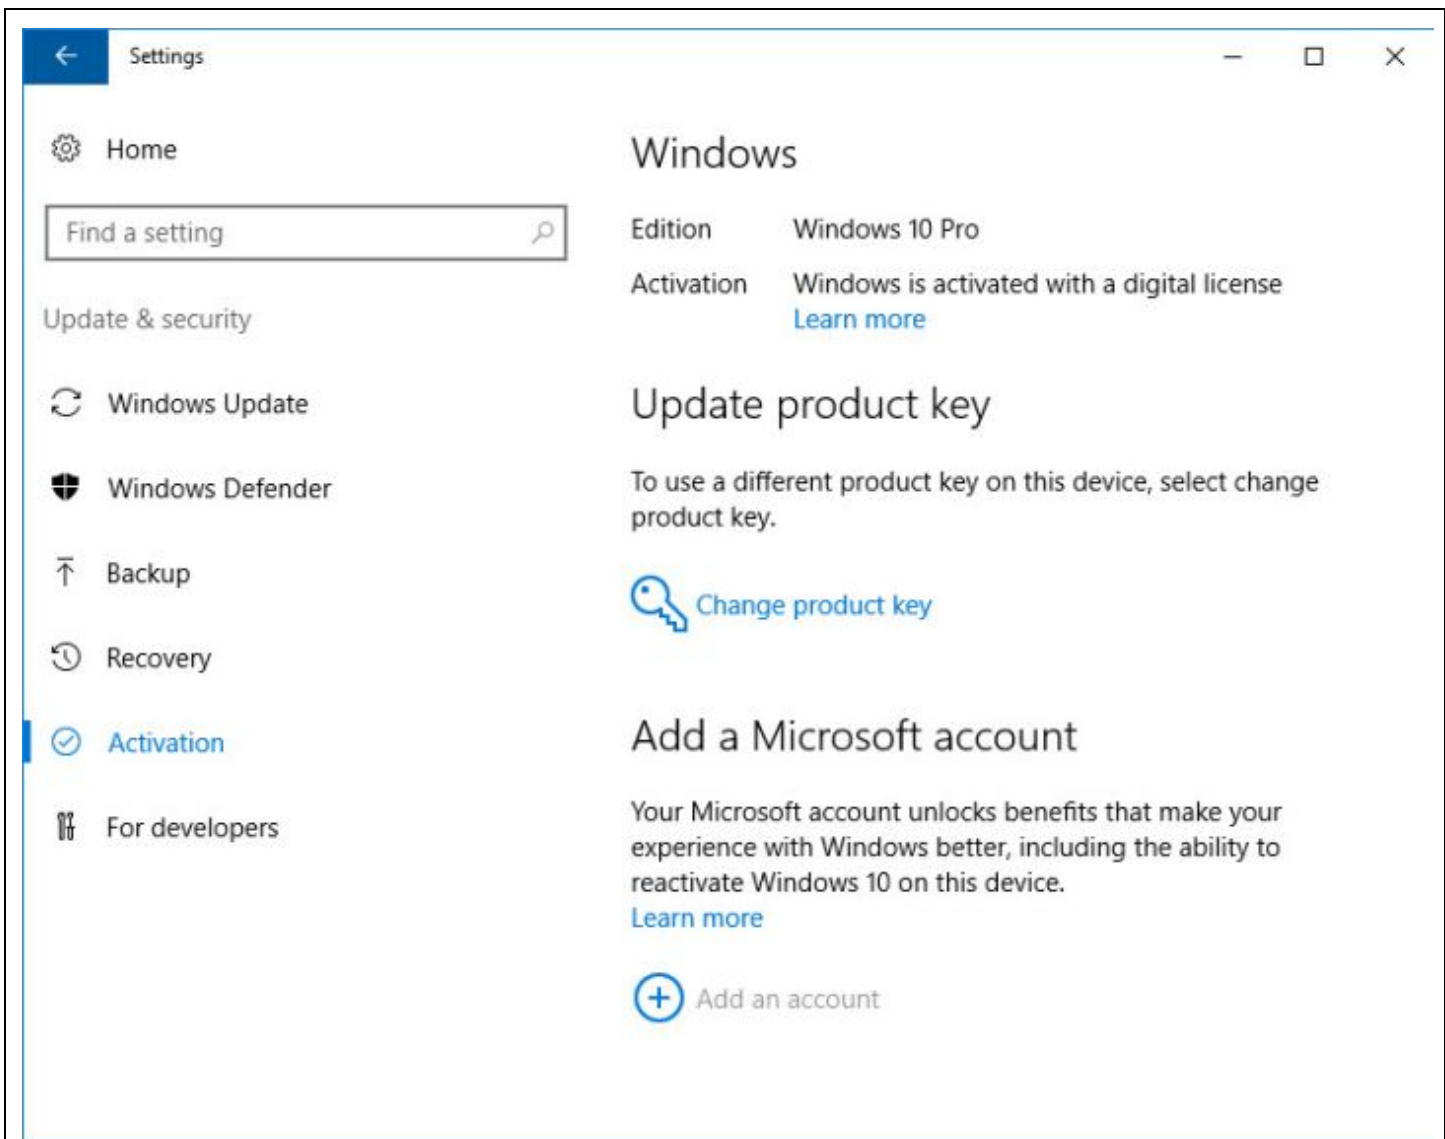 Settings
Home
Find a setting
Update & security
Windows Update
Windows Defender
Backup
Recovery
Activation
For developers
Windows
Edition Windows 10 Pro
Activation Windows is activated with a digital license
Learn more
Update product key
To use a different product key on this device, select change
product key.
Change product key
Add a Microsoft account
Your Microsoft account unlocks benefits that make your
experience with Windows better, including the ability to
reactivate Windows 10 on this device.
Learn more
Add an account